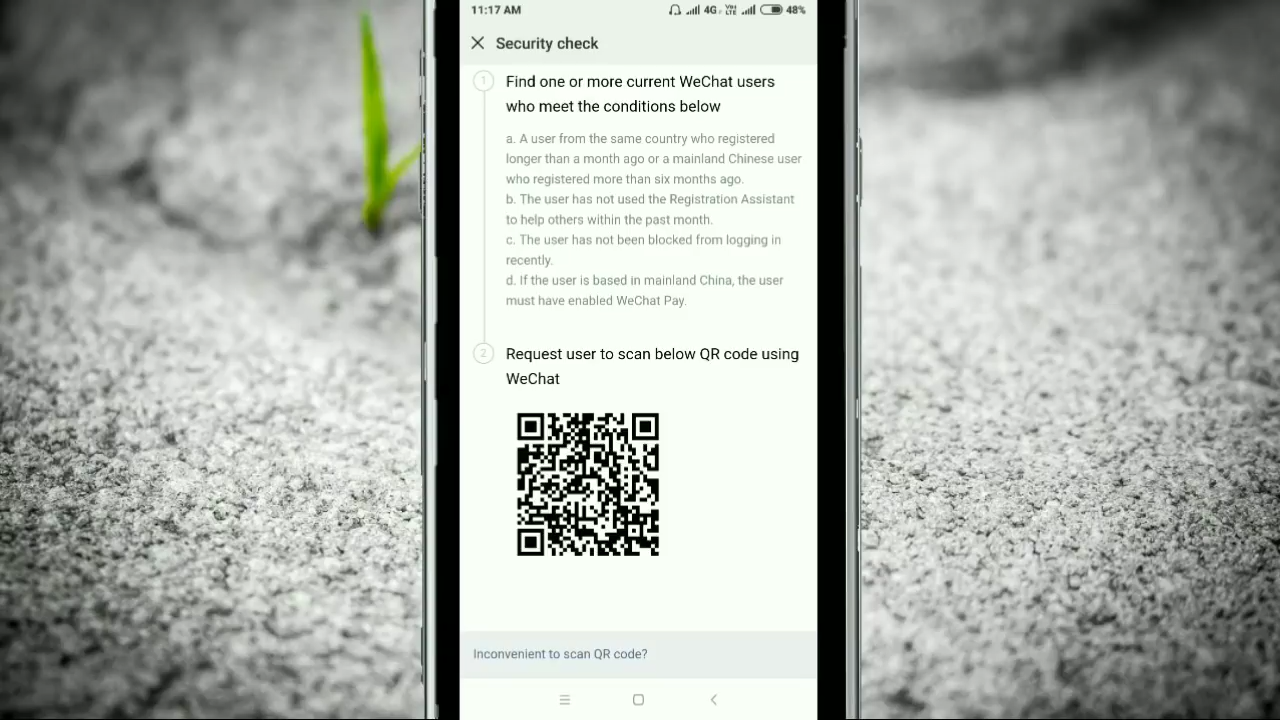 11:17 AM 4G VoLTE 48%
Security check
1 Find one or more current WeChat users
who meet the conditions below
a. A user from the same country who registered
longer than a month ago or a mainland Chinese user
who registered more than six months ago.
b. The user has not used the Registration Assistant
to help others within the past month.
c. The user has not been blocked from logging in
recently.
d. If the user is based in mainland China, the user
must have enabled WeChat Pay.
2 Request user to scan below QR code using
WeChat
Inconvenient to scan QR code?